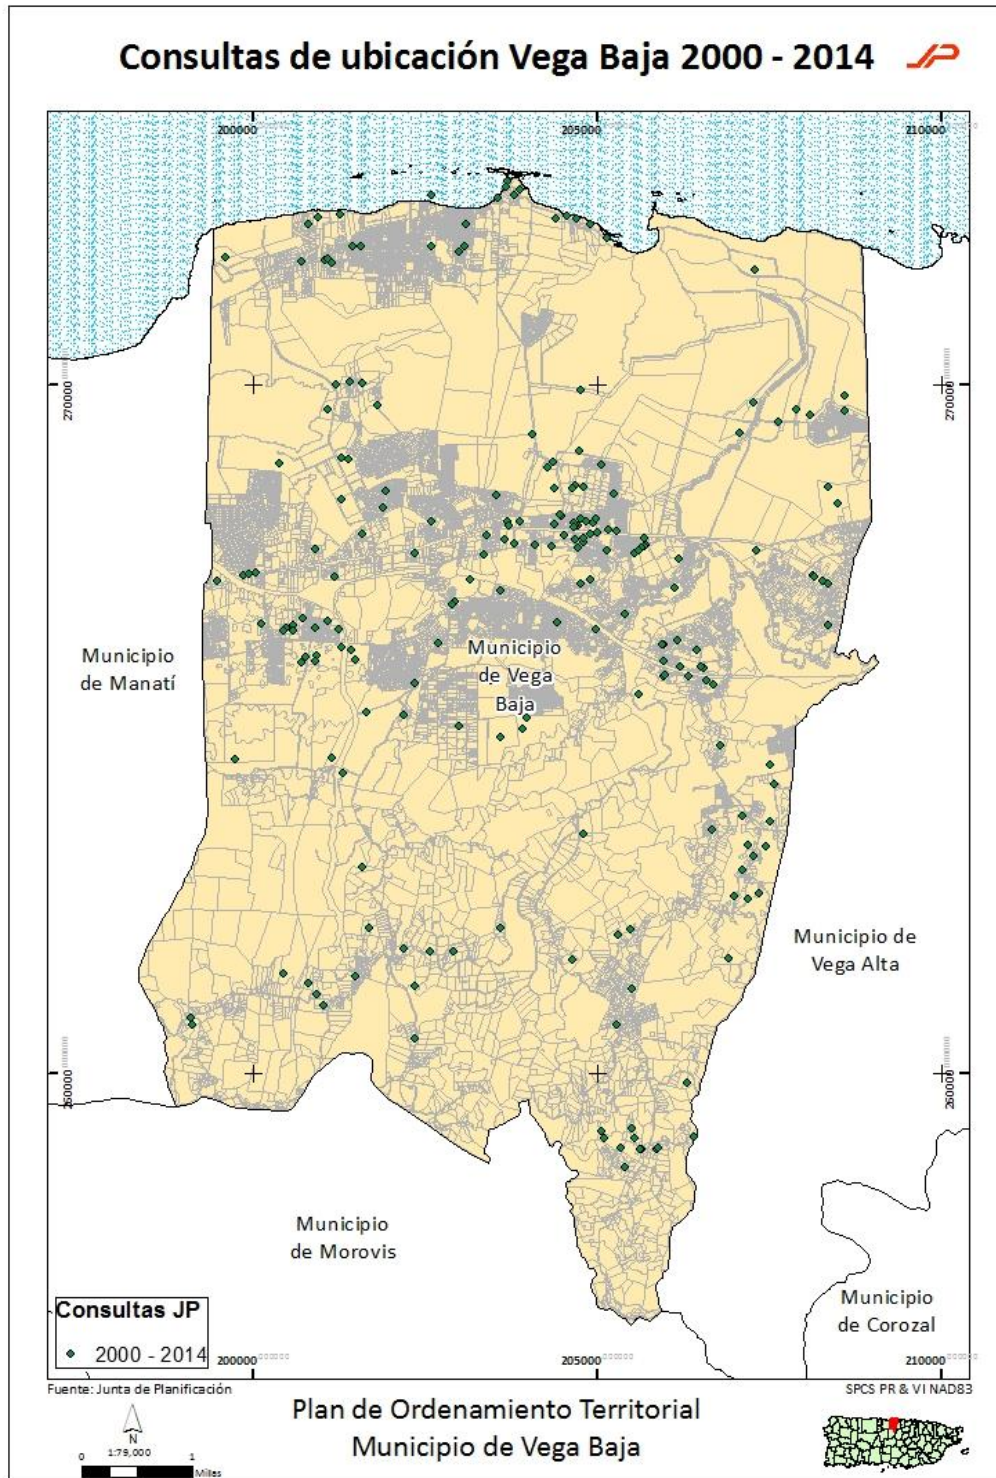 Consultas de ubicación Vega Baja 2000 - 2014
JP
200000
205000
210000
270000
270000
Municipio
de Manatí
Municipio
de Vega
Baja
Municipio de
Vega Alta
260000
260000
Municipio
de Morovis
Municipio
de Corozal
Consultas JP
2000 - 2014
200000
205000
210000
Fuente: Junta de Planificación
SPCS PR & VI NAD83
Plan de Ordenamiento Territorial
Municipio de Vega Baja
N
1:79,000
0 1
Miles